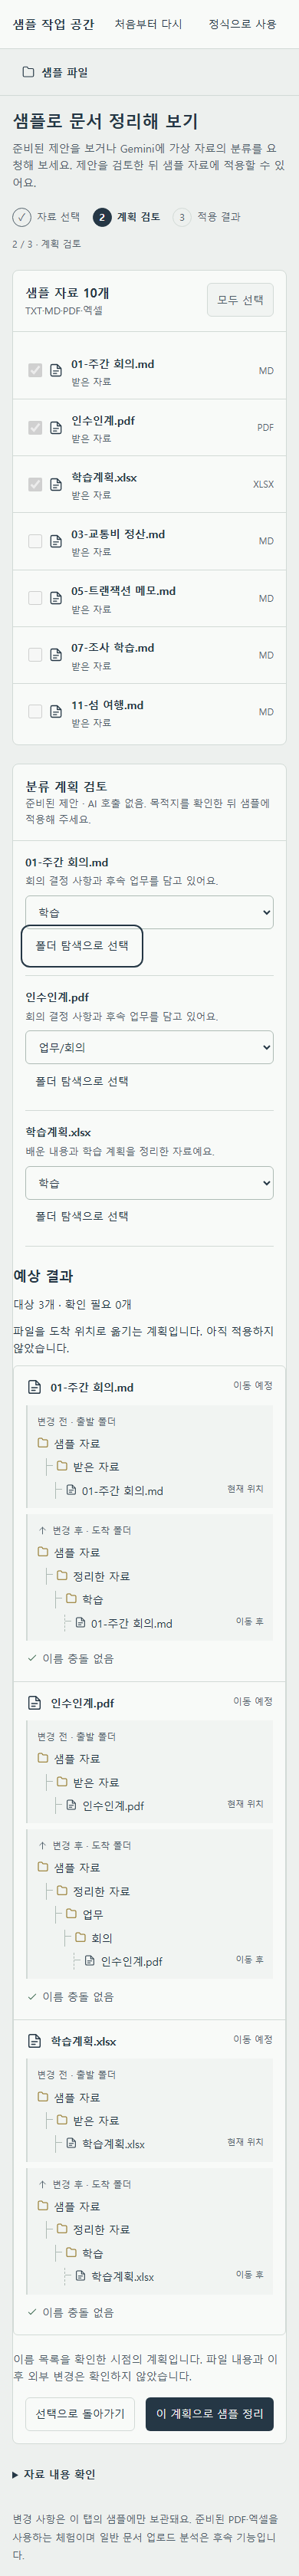 샘플 작업 공간 처음부터 다시 정식으로 사용
샘플 파일
샘플로 문서 정리해 보기
준비된 제안을 보거나 Gemini에 가상 자료의 분류를 요
청해 보세요. 제안을 검토한 뒤 샘플 자료에 적용할 수 있
어요.
✓ 자료 선택 2 계획 검토 3 적용 결과
2 / 3 · 계획 검토
샘플 자료 10개
TXT·MD·PDF·엑셀
모두 선택
01-주간 회의.md
받은 자료
MD
인수인계.pdf
받은 자료
PDF
학습계획.xlsx
받은 자료
XLSX
03-교통비 정산.md
받은 자료
MD
05-트랜잭션 메모.md
받은 자료
MD
07-조사 학습.md
받은 자료
MD
11-섬 여행.md
받은 자료
MD
분류 계획 검토
준비된 제안 · AI 호출 없음. 목적지를 확인한 뒤 샘플에
적용해 주세요.
01-주간 회의.md
회의 결정 사항과 후속 업무를 담고 있어요.
학습
폴더 탐색으로 선택
인수인계.pdf
회의 결정 사항과 후속 업무를 담고 있어요.
업무/회의
폴더 탐색으로 선택
학습계획.xlsx
배운 내용과 학습 계획을 정리한 자료예요.
학습
폴더 탐색으로 선택
예상 결과
대상 3개 · 확인 필요 0개
파일을 도착 위치로 옮기는 계획입니다. 아직 적용하지
않았습니다.
01-주간 회의.md 이동 예정
변경 전 · 출발 폴더
샘플 자료
받은 자료
01-주간 회의.md 현재 위치
↑ 변경 후 · 도착 폴더
샘플 자료
정리한 자료
학습
01-주간 회의.md 이동 후
✓ 이름 충돌 없음
인수인계.pdf 이동 예정
변경 전 · 출발 폴더
샘플 자료
받은 자료
인수인계.pdf 현재 위치
↑ 변경 후 · 도착 폴더
샘플 자료
정리한 자료
업무
회의
인수인계.pdf 이동 후
✓ 이름 충돌 없음
학습계획.xlsx 이동 예정
변경 전 · 출발 폴더
샘플 자료
받은 자료
학습계획.xlsx 현재 위치
↑ 변경 후 · 도착 폴더
샘플 자료
정리한 자료
학습
학습계획.xlsx 이동 후
✓ 이름 충돌 없음
이름 목록을 확인한 시점의 계획입니다. 파일 내용과 이
후 외부 변경은 확인하지 않았습니다.
선택으로 돌아가기 이 계획으로 샘플 정리
▶ 자료 내용 확인
변경 사항은 이 탭의 샘플에만 보관돼요. 준비된 PDF·엑셀을
사용하는 체험이며 일반 문서 업로드 분석은 후속 기능입니
다.